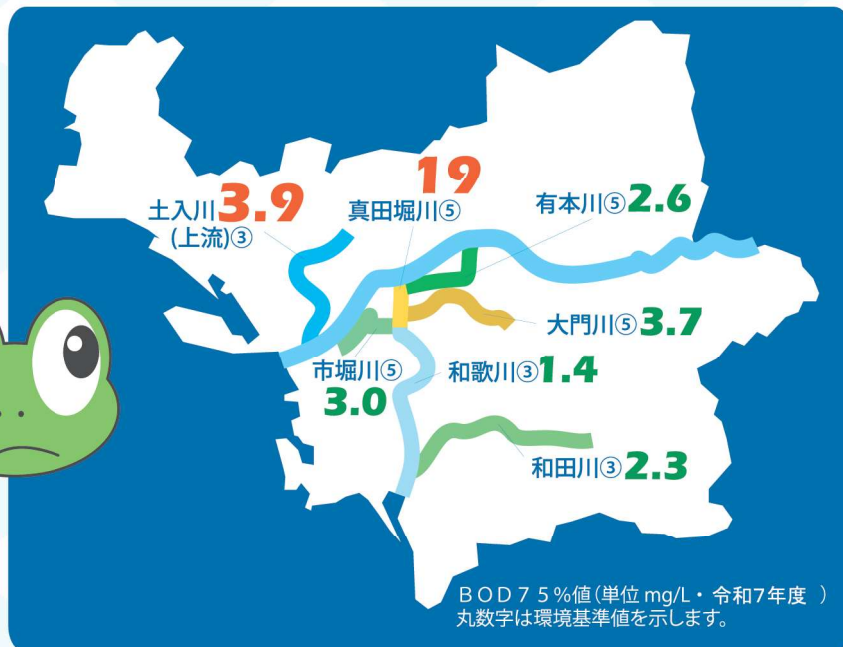 19
土入川3.9
(上流)③
真田堀川⑤
有本川⑤2.6
大門川⑤3.7
市堀川⑤
3.0
和歌川③1.4
和田川③2.3
BOD75%値(単位 mg/L・令和7年度 )
丸数字は環境基準値を示します。